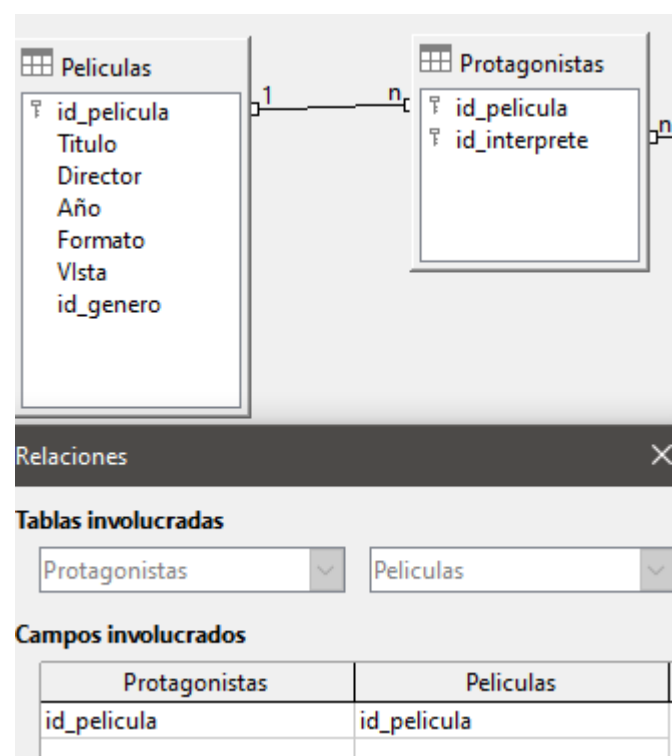 Peliculas
id_pelicula
Titulo
Director
Año
Formato
VIsta
id_genero
1
n
Protagonistas
id_pelicula
id_interprete
n
Relaciones
Tablas involucradas
Protagonistas Peliculas
Campos involucrados
Protagonistas Peliculas
id_pelicula id_pelicula